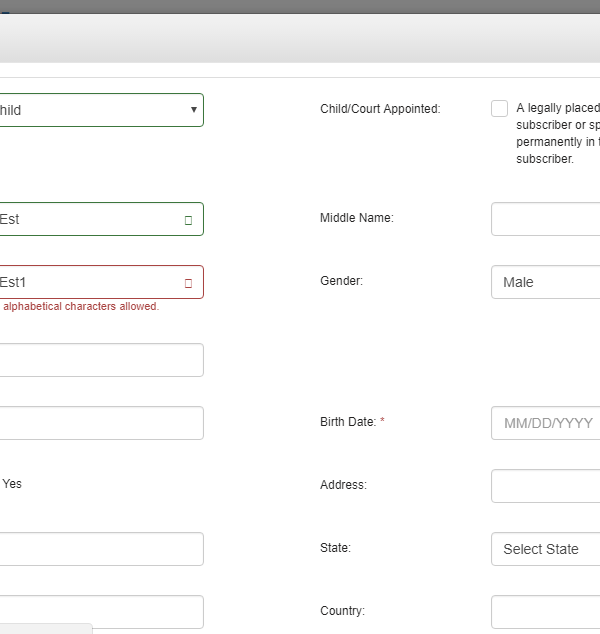 hild
Child/Court Appointed:
A legally placed
subscriber or sp
permanently in
subscriber.
Est
Middle Name:
Est1
Gender:
Male
alphabetical characters allowed.
Birth Date: *
MM/DD/YYYY
Yes
Address:
State:
Select State
Country: